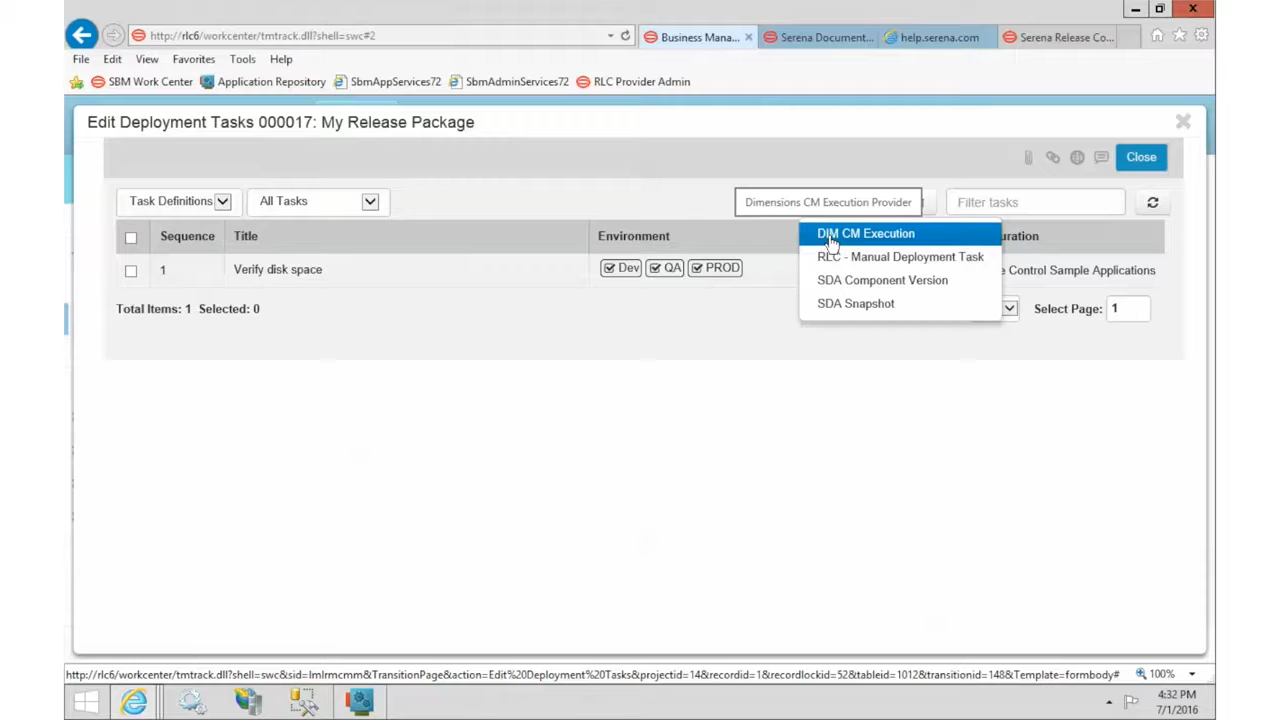 http://rlc6/workcenter/tmtrack.dll?shell=swc#2
Business Mana...
Serena Document...
help.serena.com
Serena Release Co...
File Edit View Favorites Tools Help
SBM Work Center Application Repository SbmAppServices72 SbmAdminServices72 RLC Provider Admin
Edit Deployment Tasks 000017: My Release Package
Close
Task Definitions All Tasks Dimensions CM Execution Provider Filter tasks
Sequence Title Environment uration
DIM CM Execution
RLC - Manual Deployment Task
SDA Component Version
SDA Snapshot
1 Verify disk space Dev QA PROD e Control Sample Applications
Total Items: 1 Selected: 0 Select Page: 1
http://rlc6/workcenter/tmtrack.dll?shell=swc&sid=lmlrmcmm&TransitionPage&action=Edit%20Deployment%20Tasks&projectid=14&recordid=1&recordlockid=52&tableid=1012&transitionid=148&Template=formbody#
100%
4:32 PM
7/1/2016